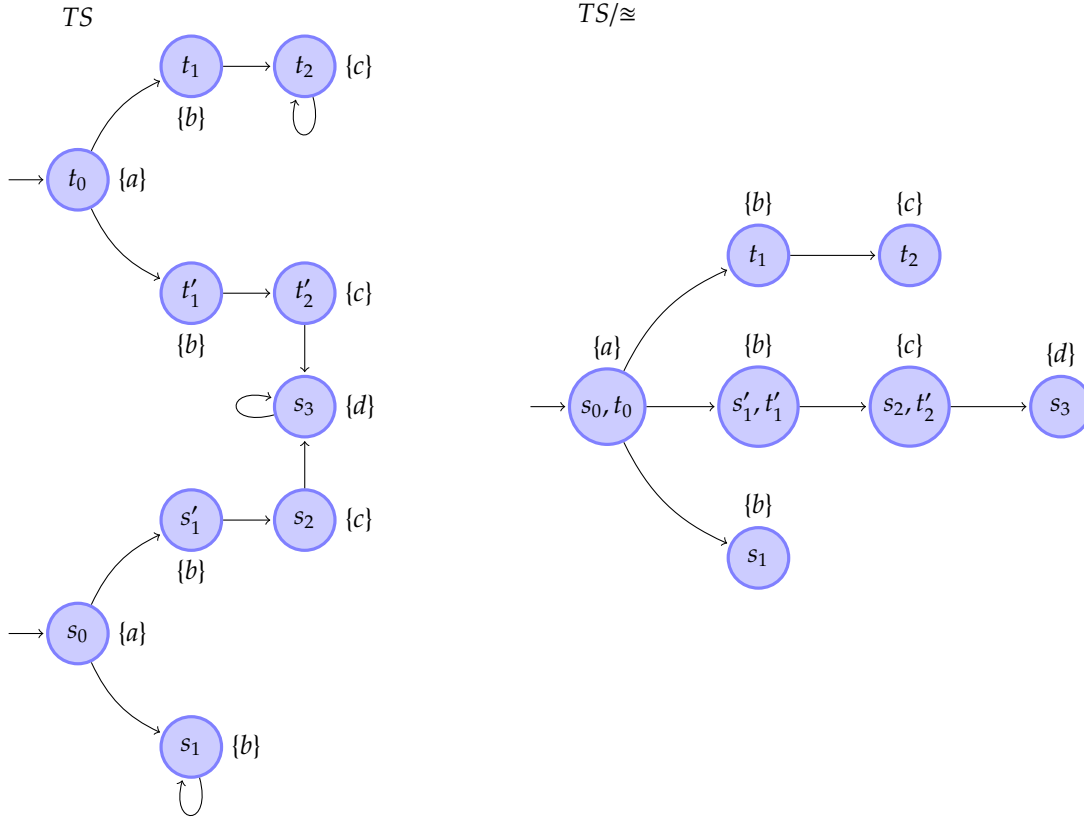 TS
t₁
t₂
{c}
{b}
t₀
{a}
t′₁
t′₂
{c}
{b}
s₃
{d}
s′₁
s₂
{c}
{b}
s₀
{a}
s₁
{b}
TS/≊
{b}
{c}
t₁
t₂
{a}
{b}
{c}
{d}
s₀, t₀
s′₁, t′₁
s₂, t′₂
s₃
{b}
s₁